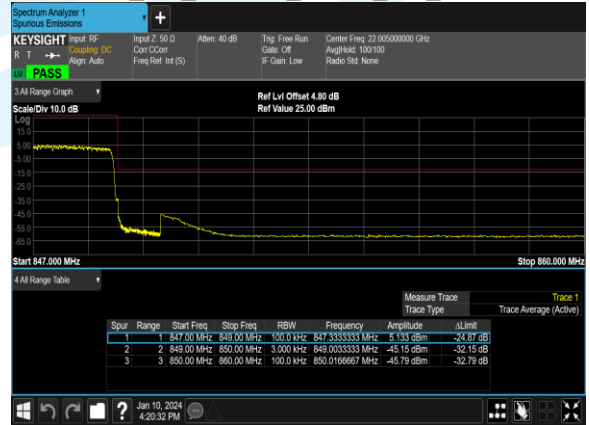 Spectrum Analyzer 1
Spurious Emissions
KEYSIGHT Input: RF Input Z: 50 Ω Atten: 40 dB Trig: Free Run Center Freq: 22.005000000 GHz
R T Coupling: DC Corr CCorr Gate: Off Avg|Hold: 100/100
Align: Auto Freq Ref: Int (S) IF Gain: Low Radio Std: None
PASS
3 All Range Graph
Ref Lvl Offset 4.80 dB
Scale/Div 10.0 dB Ref Value 25.00 dBm
Log
15.0
5.00
-5.00
-15.0
-25.0
-35.0
-45.0
-55.0
-65.0
Start 847.000 MHz Stop 860.000 MHz
4 All Range Table
Measure Trace Trace 1
Trace Type Trace Average (Active)
Spur Range Start Freq Stop Freq RBW Frequency Amplitude ΔLimit
1 1 847.00 MHz 849.00 MHz 100.0 kHz 847.3333333 MHz 5.133 dBm -24.87 dB
2 2 849.00 MHz 850.00 MHz 3.000 kHz 849.0033333 MHz -45.15 dBm -32.15 dB
3 3 850.00 MHz 860.00 MHz 100.0 kHz 850.0166667 MHz -45.79 dBm -32.79 dB
Jan 10, 2024
4:20:32 PM